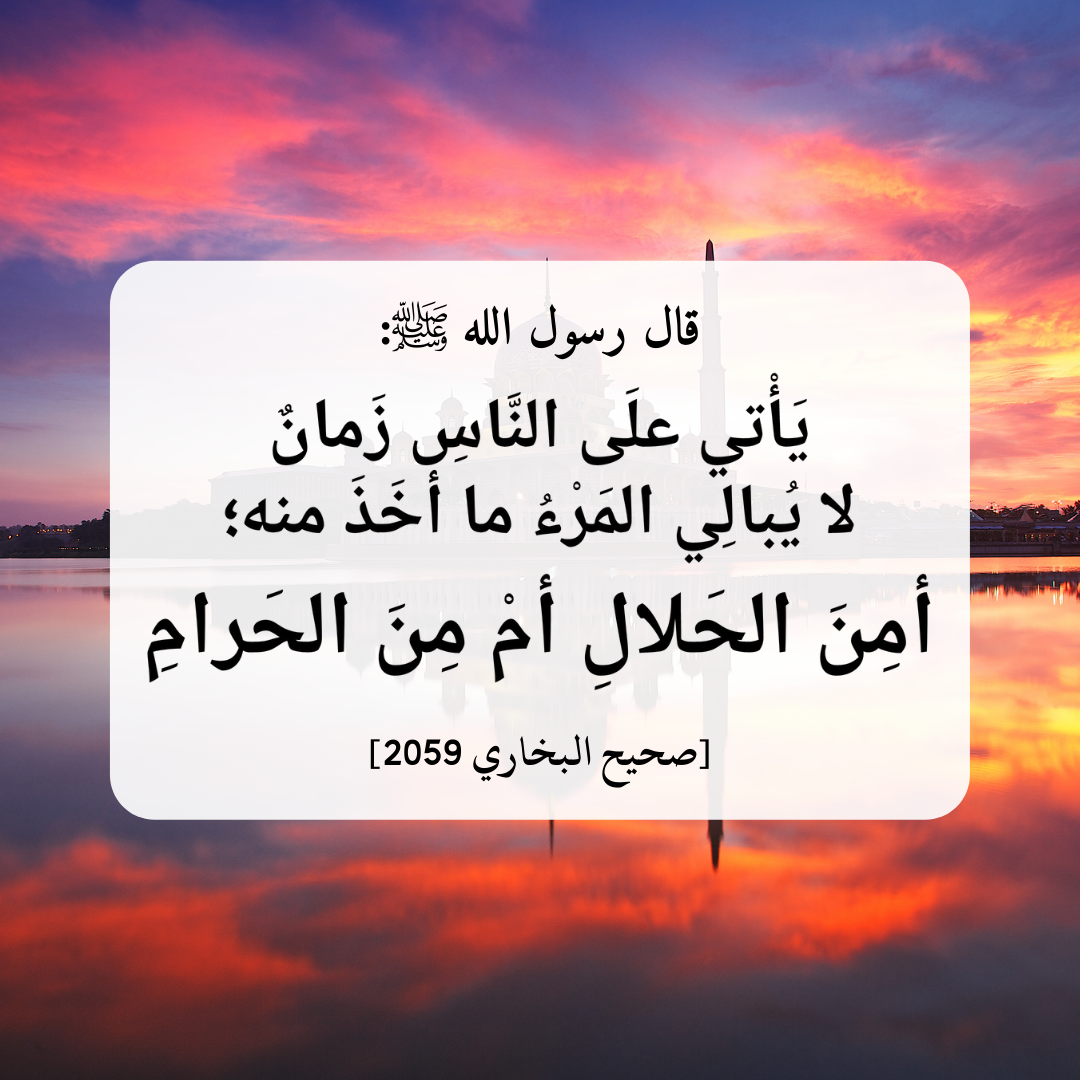 قال رسول الله ﷺ:
يَأْتي علَى النَّاسِ زَمانٌ
لا يُبالِي المَرْءُ ما أخَذَ منه؛
أمِنَ الحَلالِ أمْ مِنَ الحَرامِ
[صحيح البخاري 2059]